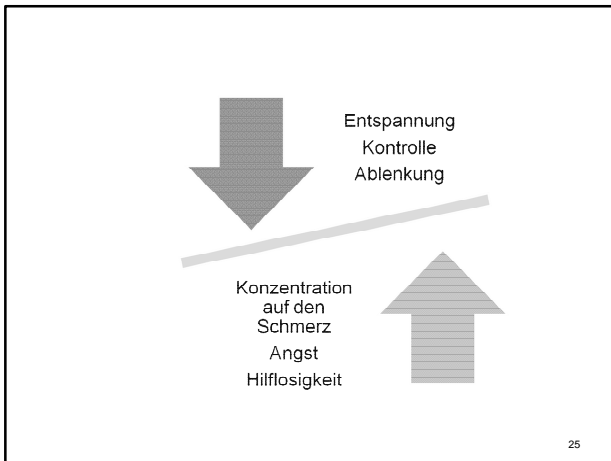 Entspannung
Kontrolle
Ablenkung
Konzentration
auf den
Schmerz
Angst
Hilflosigkeit
25